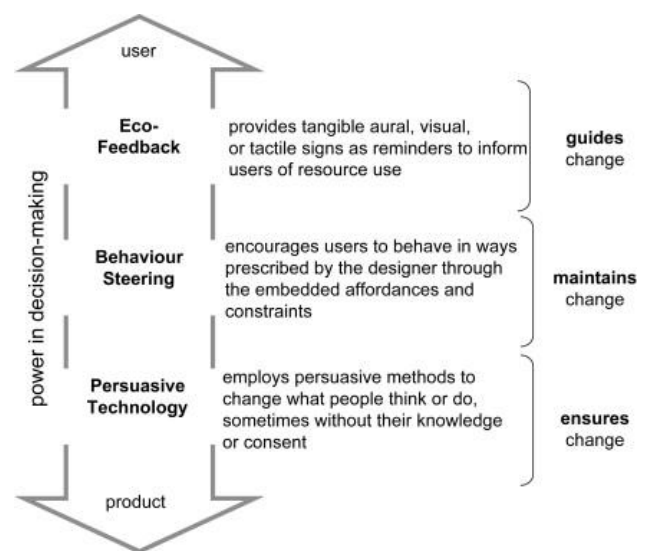 user
power in decision-making
Eco-
Feedback
provides tangible aural, visual,
or tactile signs as reminders to inform
users of resource use
guides
change
Behaviour
Steering
encourages users to behave in ways
prescribed by the designer through
the embedded affordances and
constraints
maintains
change
Persuasive
Technology
employs persuasive methods to
change what people think or do,
sometimes without their knowledge
or consent
ensures
change
product